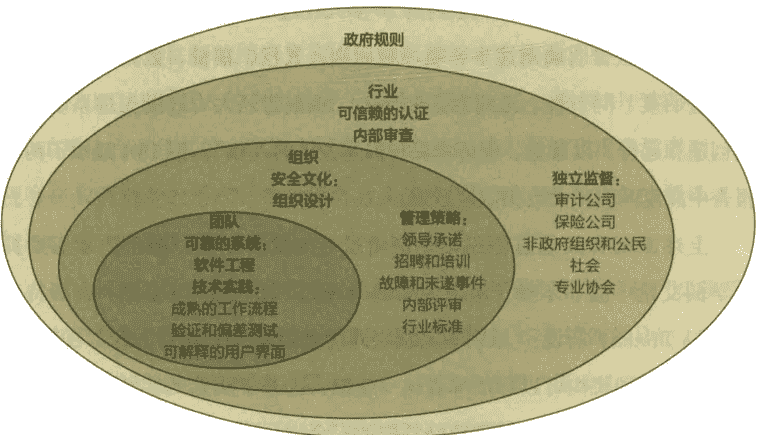 政府规则
行业
可信赖的认证
内部审查
组织
安全文化：
组织设计
独立监督：
审计公司
保险公司
非政府组织和公民
社会
专业协会
管理策略：
领导承诺
招聘和培训
故障和未遂事件
内部评审
行业标准
团队
可靠的系统：
软件工程
技术实践：
成熟的工作流程
验证和偏差测试
可解释的用户界面